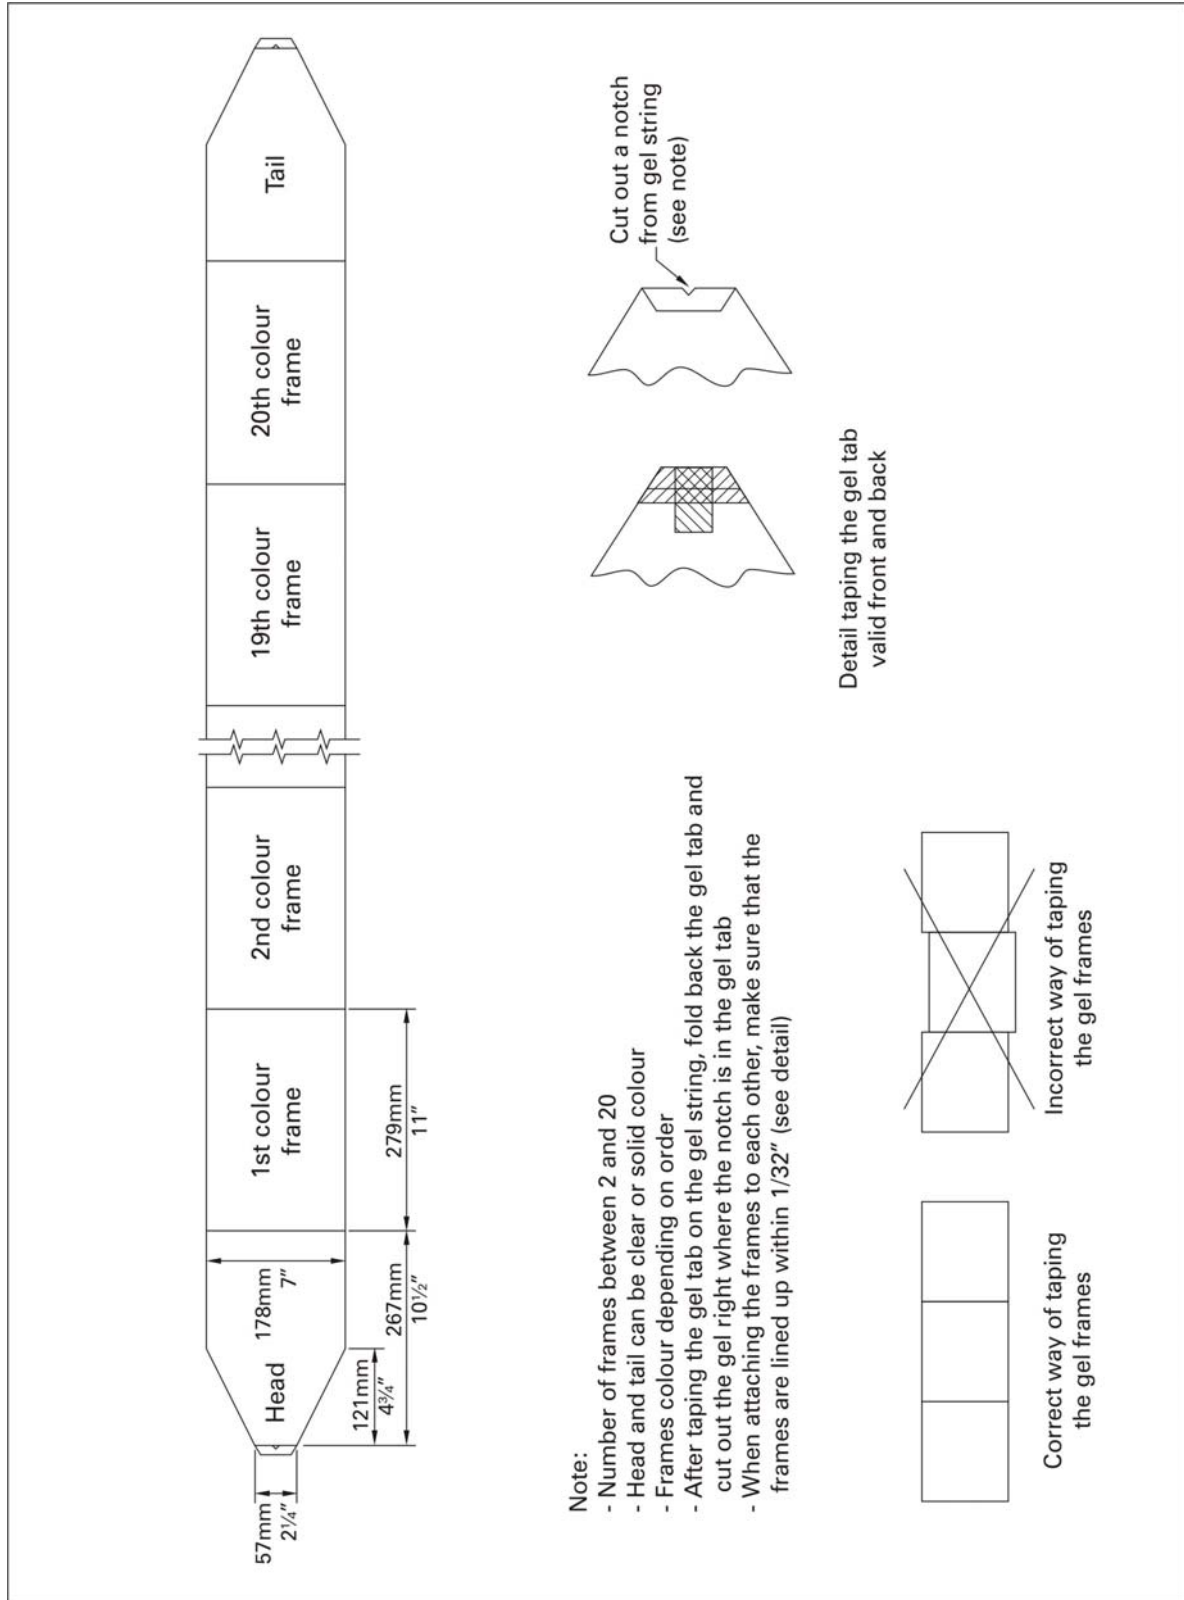 Head
1st colour
frame
2nd colour
frame
19th colour
frame
20th colour
frame
Tail
57mm
2¼"
178mm
7"
121mm
4¾"
267mm
10½"
279mm
11"
Note:
- Number of frames between 2 and 20
- Head and tail can be clear or solid colour
- Frames colour depending on order
- After taping the gel tab on the gel string, fold back the gel tab and
cut out the gel right where the notch is in the gel tab
- When attaching the frames to each other, make sure that the
frames are lined up within 1/32" (see detail)
Cut out a notch
from gel string
(see note)
Detail taping the gel tab
valid front and back
Correct way of taping
the gel frames
Incorrect way of taping
the gel frames